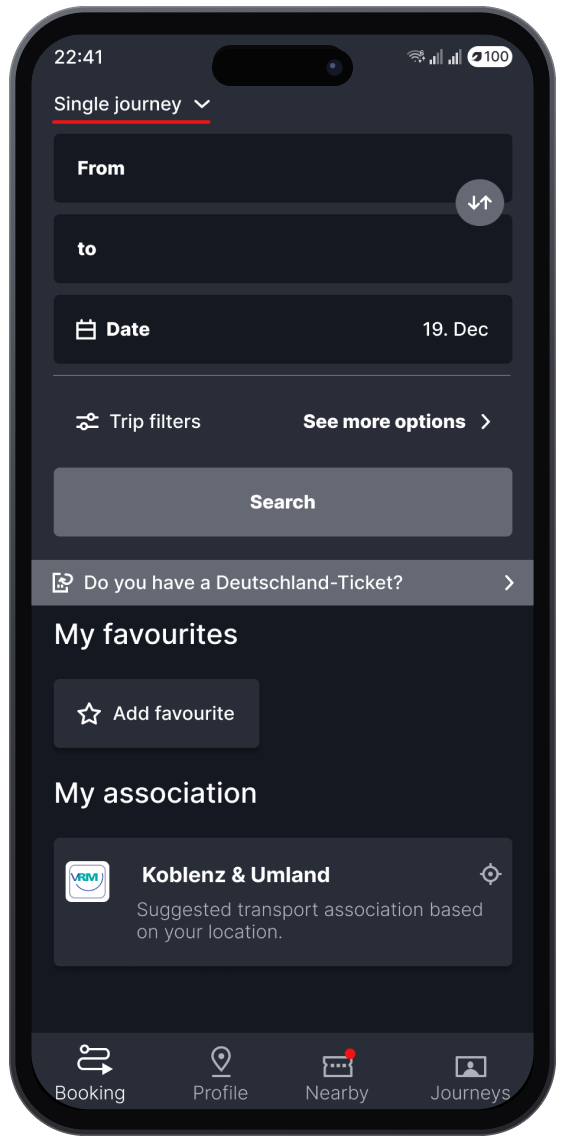 22:41
100
Single journey
From
to
Date 19. Dec
Trip filters See more options
Search
Do you have a Deutschland-Ticket?
My favourites
Add favourite
My association
VRM
Koblenz & Umland
Suggested transport association based
on your location.
Booking Profile Nearby Journeys